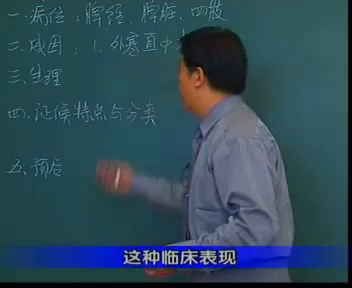 一.病位:脾经,脾脏,四肢
二.成因:1.外寒直中
三.生理
四.证候特点与分类
五.预后
这种临床表现